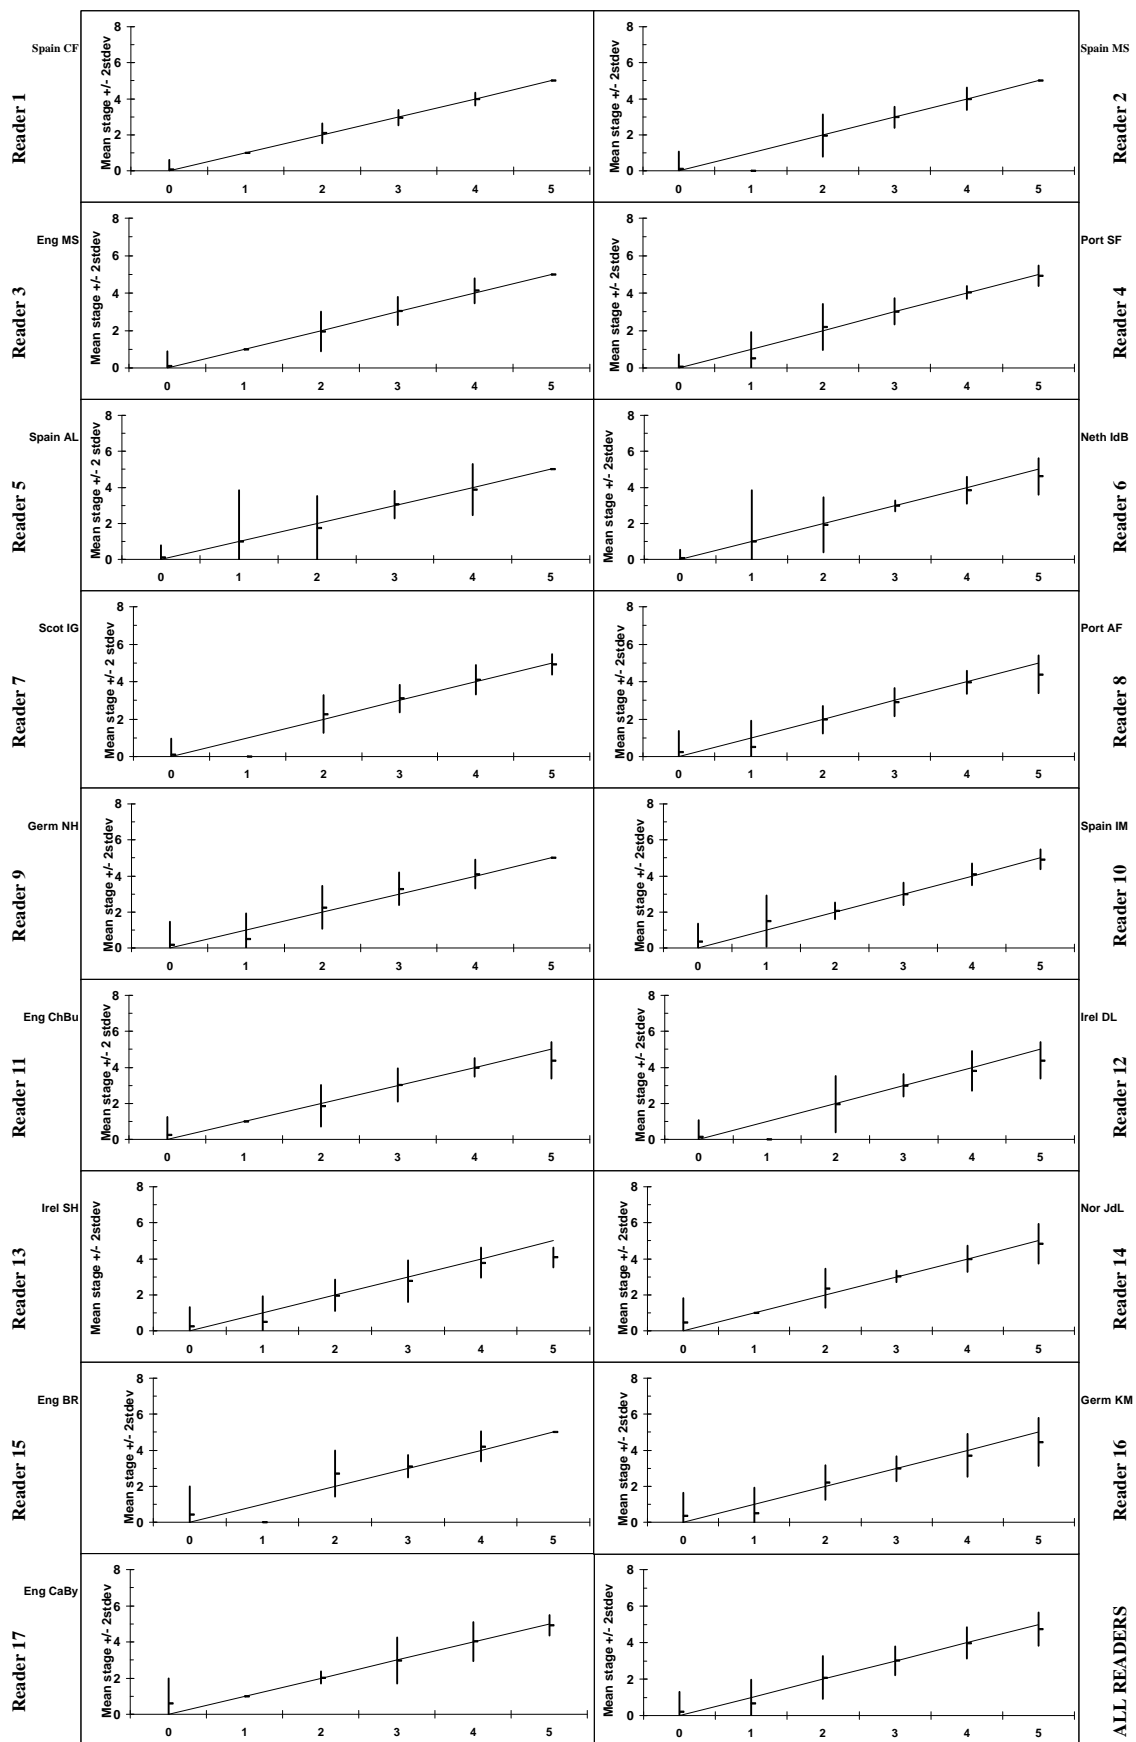 Spain CF
Reader 1
Mean stage +/- 2stdev
8
6
4
2
0
0 1 2 3 4 5
Spain MS
Reader 2
Mean stage +/- 2stdev
8
6
4
2
0
0 1 2 3 4 5
Eng MS
Reader 3
Mean stage +/- 2stdev
8
6
4
2
0
0 1 2 3 4 5
Port SF
Reader 4
Mean stage +/- 2stdev
8
6
4
2
0
0 1 2 3 4 5
Spain AL
Reader 5
Mean stage +/- 2 stdev
8
6
4
2
0
0 1 2 3 4 5
Neth IdB
Reader 6
Mean stage +/- 2stdev
8
6
4
2
0
0 1 2 3 4 5
Scot IG
Reader 7
Mean stage +/- 2 stdev
8
6
4
2
0
0 1 2 3 4 5
Port AF
Reader 8
Mean stage +/- 2stdev
8
6
4
2
0
0 1 2 3 4 5
Germ NH
Reader 9
Mean stage +/- 2stdev
8
6
4
2
0
0 1 2 3 4 5
Spain IM
Reader 10
Mean stage +/- 2stdev
8
6
4
2
0
0 1 2 3 4 5
Eng ChBu
Reader 11
Mean stage +/- 2 stdev
8
6
4
2
0
0 1 2 3 4 5
Irel DL
Reader 12
Mean stage +/- 2stdev
8
6
4
2
0
0 1 2 3 4 5
Irel SH
Reader 13
Mean stage +/- 2stdev
8
6
4
2
0
0 1 2 3 4 5
Nor JdL
Reader 14
Mean stage +/- 2stdev
8
6
4
2
0
0 1 2 3 4 5
Eng BR
Reader 15
Mean stage +/- 2stdev
8
6
4
2
0
0 1 2 3 4 5
Germ KM
Reader 16
Mean stage +/- 2stdev
8
6
4
2
0
0 1 2 3 4 5
Eng CaBy
Reader 17
Mean stage +/- 2stdev
8
6
4
2
0
0 1 2 3 4 5
ALL READERS
Mean stage +/- 2stdev
8
6
4
2
0
0 1 2 3 4 5